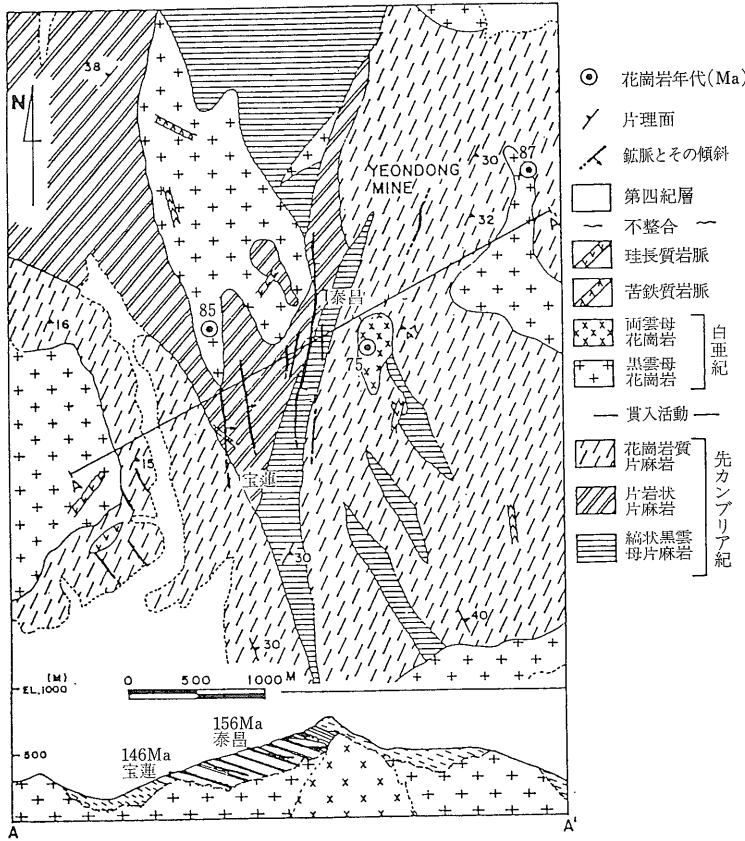 38
N
YEONDONG
MINE
30
87
32
A'
泰昌
85
16
47
75
15
A
宝蓮
30
40
30
(M)
EL.1000
0 500 1000 M
500
156Ma
泰昌
146Ma
宝蓮
A
A'
花崗岩年代(Ma)
片理面
鉱脈とその傾斜
第四紀層
不整合
珪長質岩脈
苦鉄質岩脈
両雲母
花崗岩
黒雲母
花崗岩
白亜紀
貫入活動
花崗岩質
片麻岩
片岩状
片麻岩
縞状黒雲
母片麻岩
先カンブリア紀